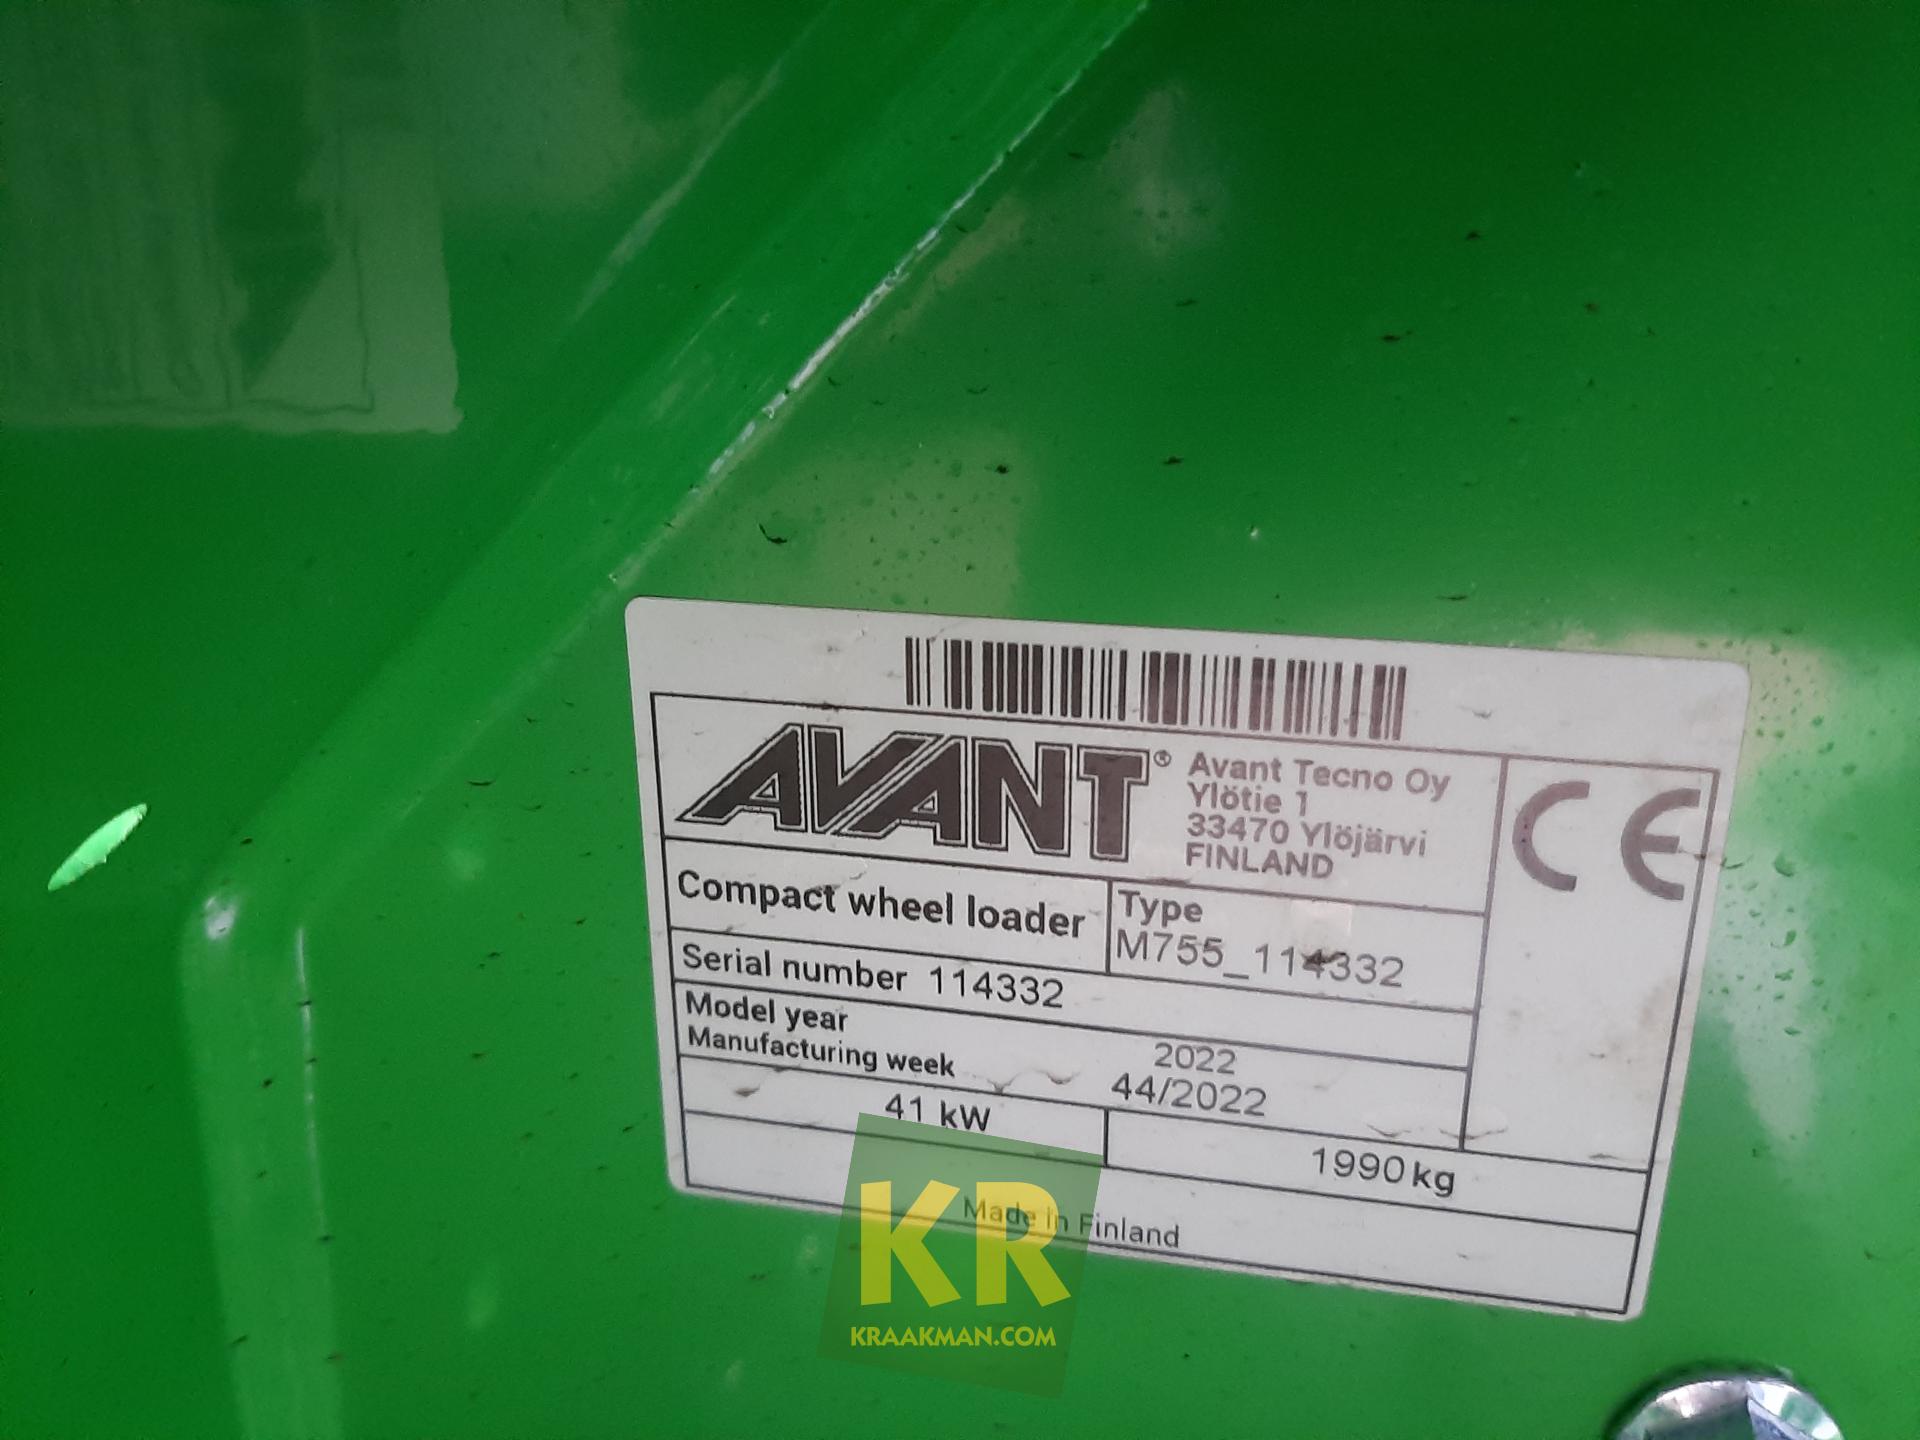 AVANT®
Avant Tecno Oy
Ylötie 1
33470 Ylöjärvi
FINLAND
CE
Compact wheel loader
Type
M755_114332
Serial number 114332
Model year 2022
Manufacturing week 44/2022
41 kW
1990 kg
Made in Finland
KR
KRAAKMAN.COM